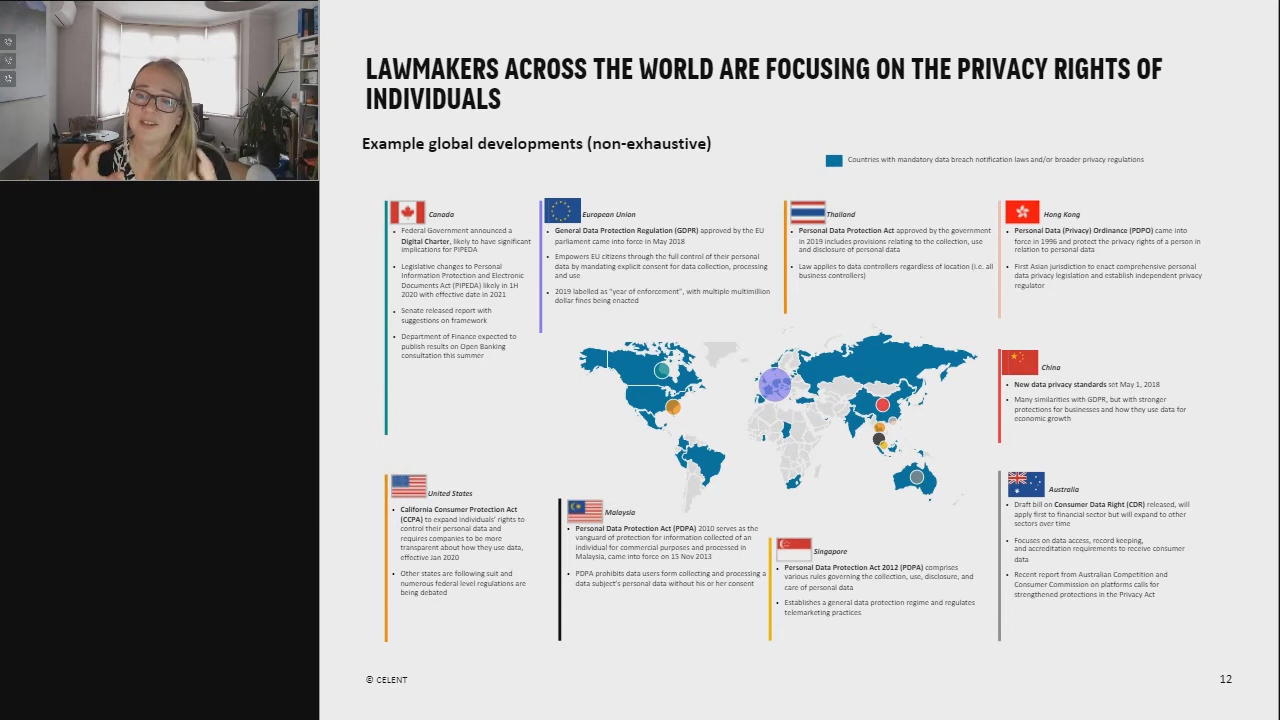 LAWMAKERS ACROSS THE WORLD ARE FOCUSING ON THE PRIVACY RIGHTS OF
INDIVIDUALS
Example global developments (non-exhaustive)
Countries with mandatory data breach notification laws and/or broader privacy regulations
Canada
• Federal Government announced a
Digital Charter, likely to have significant
implications for PIPEDA
• Legislative changes to Personal
Information Protection and Electronic
Documents Act (PIPEDA) likely in 1H
2020 with effective date in 2021
• Senate released report with
suggestions on framework
• Department of Finance expected to
publish results on Open Banking
consultation this summer
European Union
• General Data Protection Regulation (GDPR) approved by the EU
parliament came into force in May 2018
• Empowers EU citizens through the full control of their personal
data by mandating explicit consent for data collection, processing
and use
• 2019 labelled as "year of enforcement", with multiple multimillion
dollar fines being enacted
Thailand
• Personal Data Protection Act approved by the government
in 2019 includes provisions relating to the collection, use
and disclosure of personal data
• Law applies to data controllers regardless of location (i.e. all
business controllers)
Hong Kong
• Personal Data (Privacy) Ordinance (PDPO) came into
force in 1996 and protect the privacy rights of a person in
relation to personal data
• First Asian jurisdiction to enact comprehensive personal
data privacy legislation and establish independent privacy
regulator
China
• New data privacy standards set May 1, 2018
• Many similarities with GDPR, but with stronger
protections for businesses and how they use data for
economic growth
United States
• California Consumer Protection Act
(CCPA) to expand individuals' rights to
control their personal data and
requires companies to be more
transparent about how they use data,
effective Jan 2020
• Other states are following suit and
numerous federal level regulations are
being debated
Malaysia
• Personal Data Protection Act (PDPA) 2010 serves as the
vanguard of protection for information collected of an
individual for commercial purposes and processed in
Malaysia, came into force on 15 Nov 2013
• PDPA prohibits data users form collecting and processing a
data subject's personal data without his or her consent
Singapore
• Personal Data Protection Act 2012 (PDPA) comprises
various rules governing the collection, use, disclosure, and
care of personal data
• Establishes a general data protection regime and regulates
telemarketing practices
Australia
• Draft bill on Consumer Data Right (CDR) released, will
apply first to financial sector but will expand to other
sectors over time
• Focuses on data access, record keeping,
and accreditation requirements to receive consumer
data
• Recent report from Australian Competition and
Consumer Commission on platforms calls for
strengthened protections in the Privacy Act
© CELENT
12